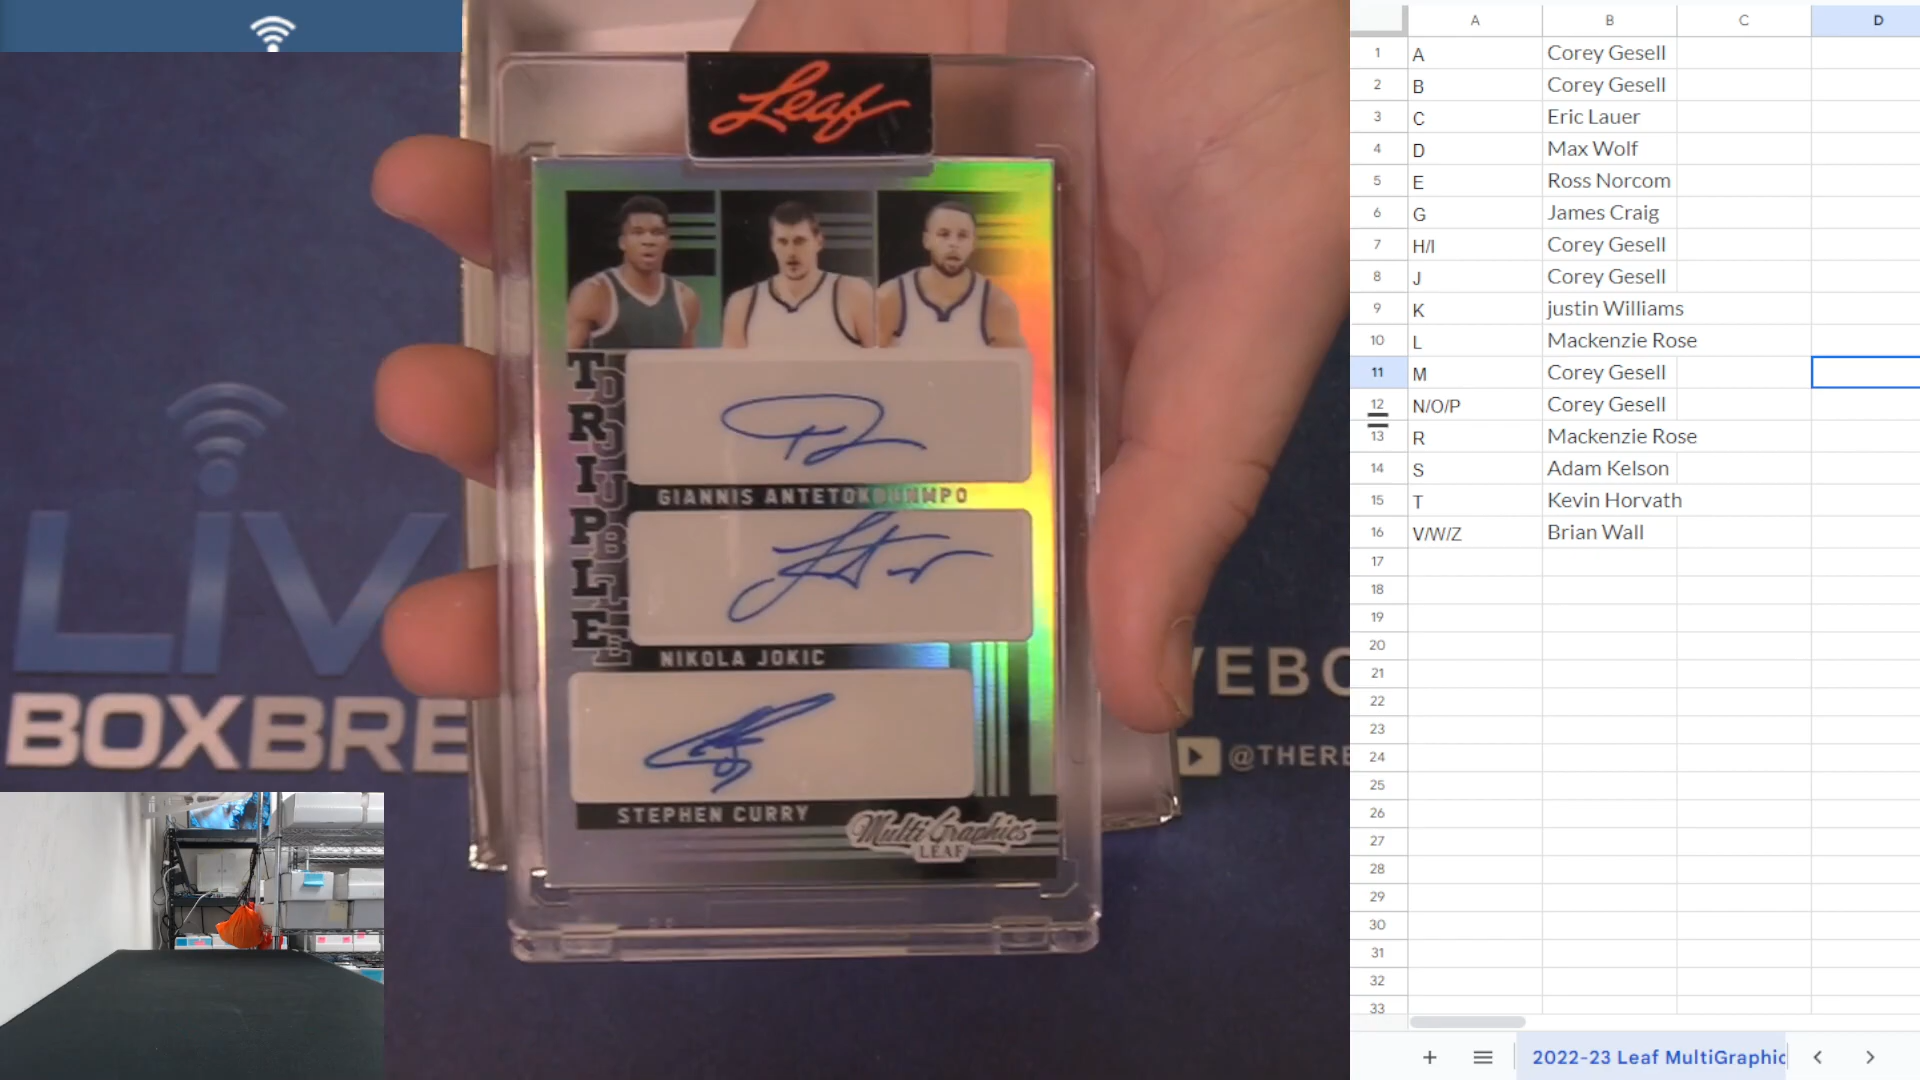 Leaf
TRIPLE
DOUBLE
GIANNIS ANTETOKOUNMPO
NIKOLA JOKIC
STEPHEN CURRY
MultiGraphics
LEAF
LIV
BOXBRE
VEBO
@THERE
A B C D
1 A Corey Gesell
2 B Corey Gesell
3 C Eric Lauer
4 D Max Wolf
5 E Ross Norcom
6 G James Craig
7 H/I Corey Gesell
8 J Corey Gesell
9 K justin Williams
10 L Mackenzie Rose
11 M Corey Gesell
12 N/O/P Corey Gesell
13 R Mackenzie Rose
14 S Adam Kelson
15 T Kevin Horvath
16 V/W/Z Brian Wall
17
18
19
20
21
22
23
24
25
26
27
28
29
30
31
32
33
2022-23 Leaf MultiGraphic